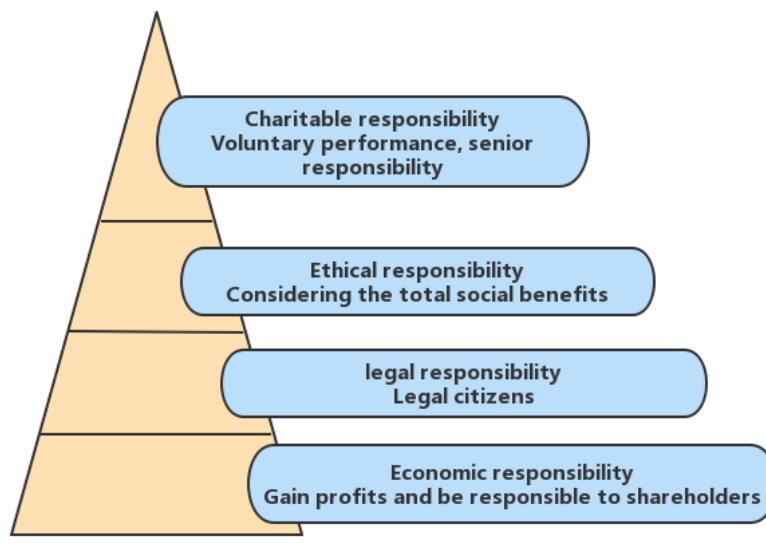 Charitable responsibility
Voluntary performance, senior
responsibility
Ethical responsibility
Considering the total social benefits
legal responsibility
Legal citizens
Economic responsibility
Gain profits and be responsible to shareholders